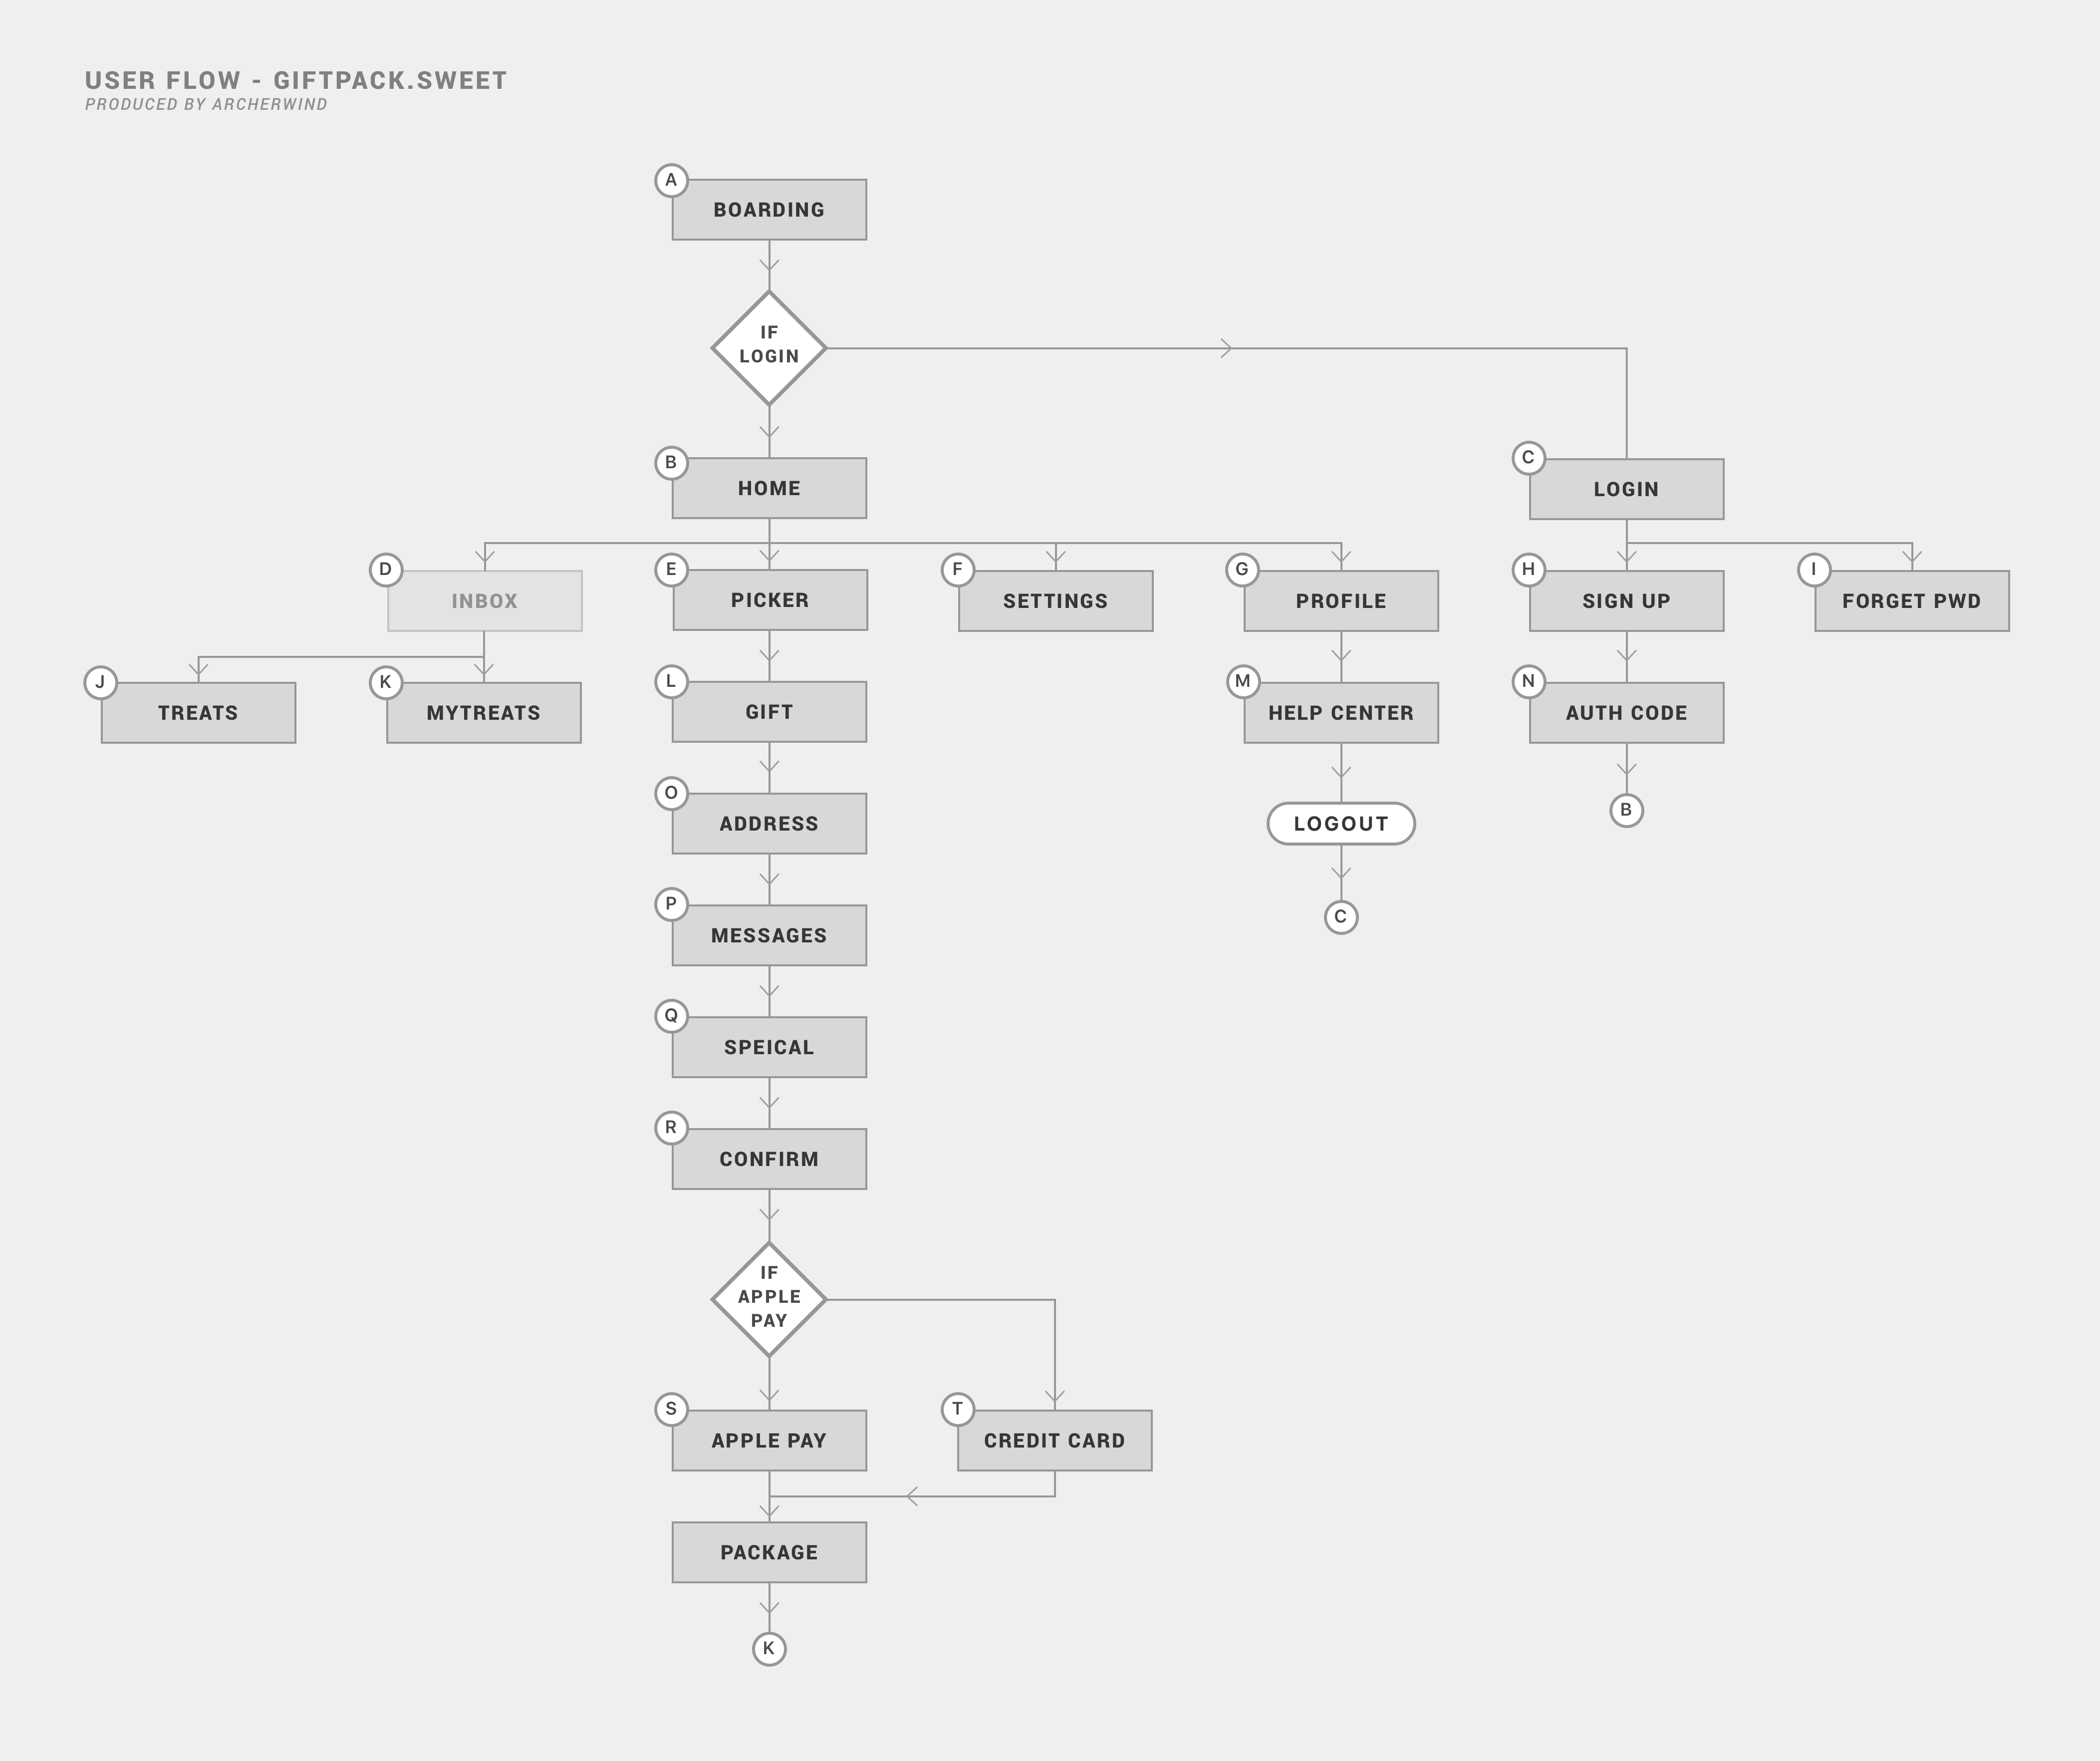 USER FLOW - GIFTPACK.SWEET
PRODUCED BY ARCHERWIND
A
BOARDING
IF
LOGIN
B
HOME
C
LOGIN
D
INBOX
E
PICKER
F
SETTINGS
G
PROFILE
H
SIGN UP
I
FORGET PWD
J
TREATS
K
MYTREATS
L
GIFT
M
HELP CENTER
N
AUTH CODE
O
ADDRESS
LOGOUT
B
P
MESSAGES
C
Q
SPEICAL
R
CONFIRM
IF
APPLE
PAY
S
APPLE PAY
T
CREDIT CARD
PACKAGE
K